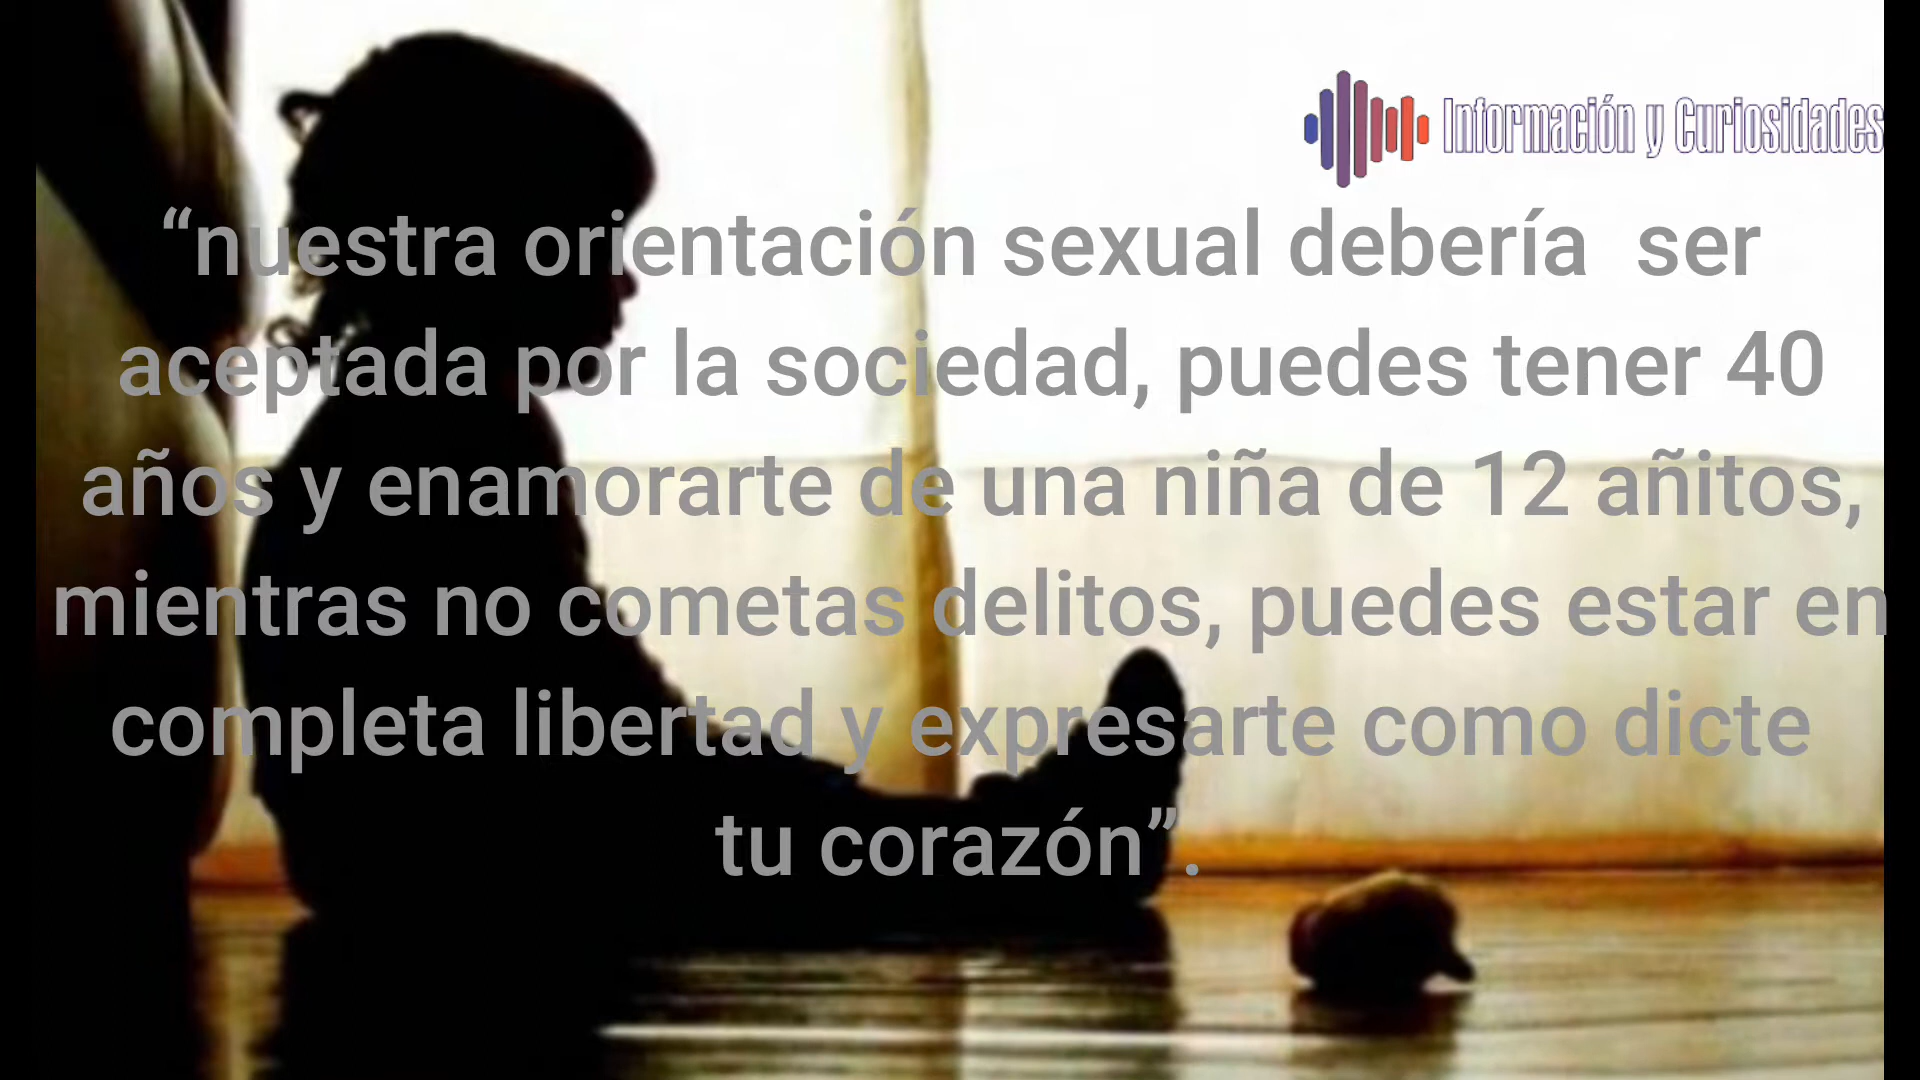 Información y Curiosidades
“nuestra orientación sexual debería  ser
aceptada por la sociedad, puedes tener 40
años y enamorarte de una niña de 12 añitos,
mientras no cometas delitos, puedes estar en
completa libertad y expresarte como dicte
tu corazón”.